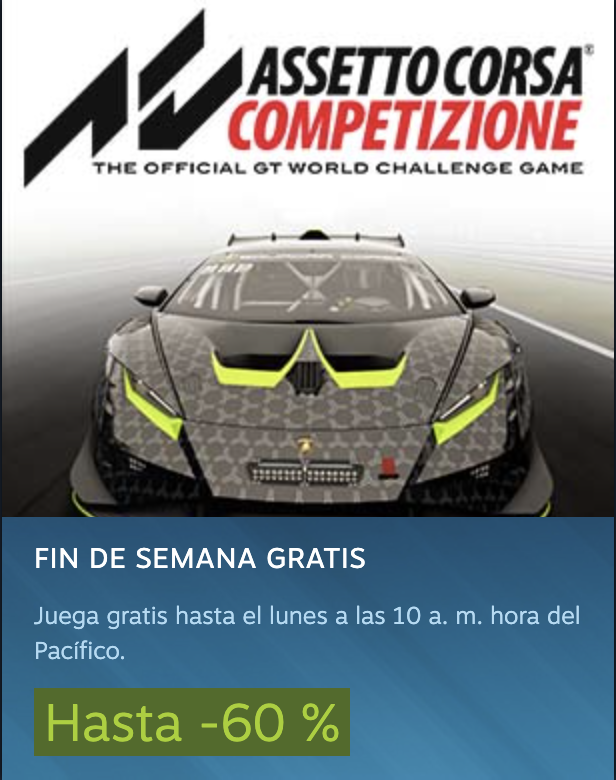 ASSETTO CORSA®
COMPETIZIONE
THE OFFICIAL GT WORLD CHALLENGE GAME
FIN DE SEMANA GRATIS
Juega gratis hasta el lunes a las 10 a. m. hora del
Pacífico.
Hasta -60 %